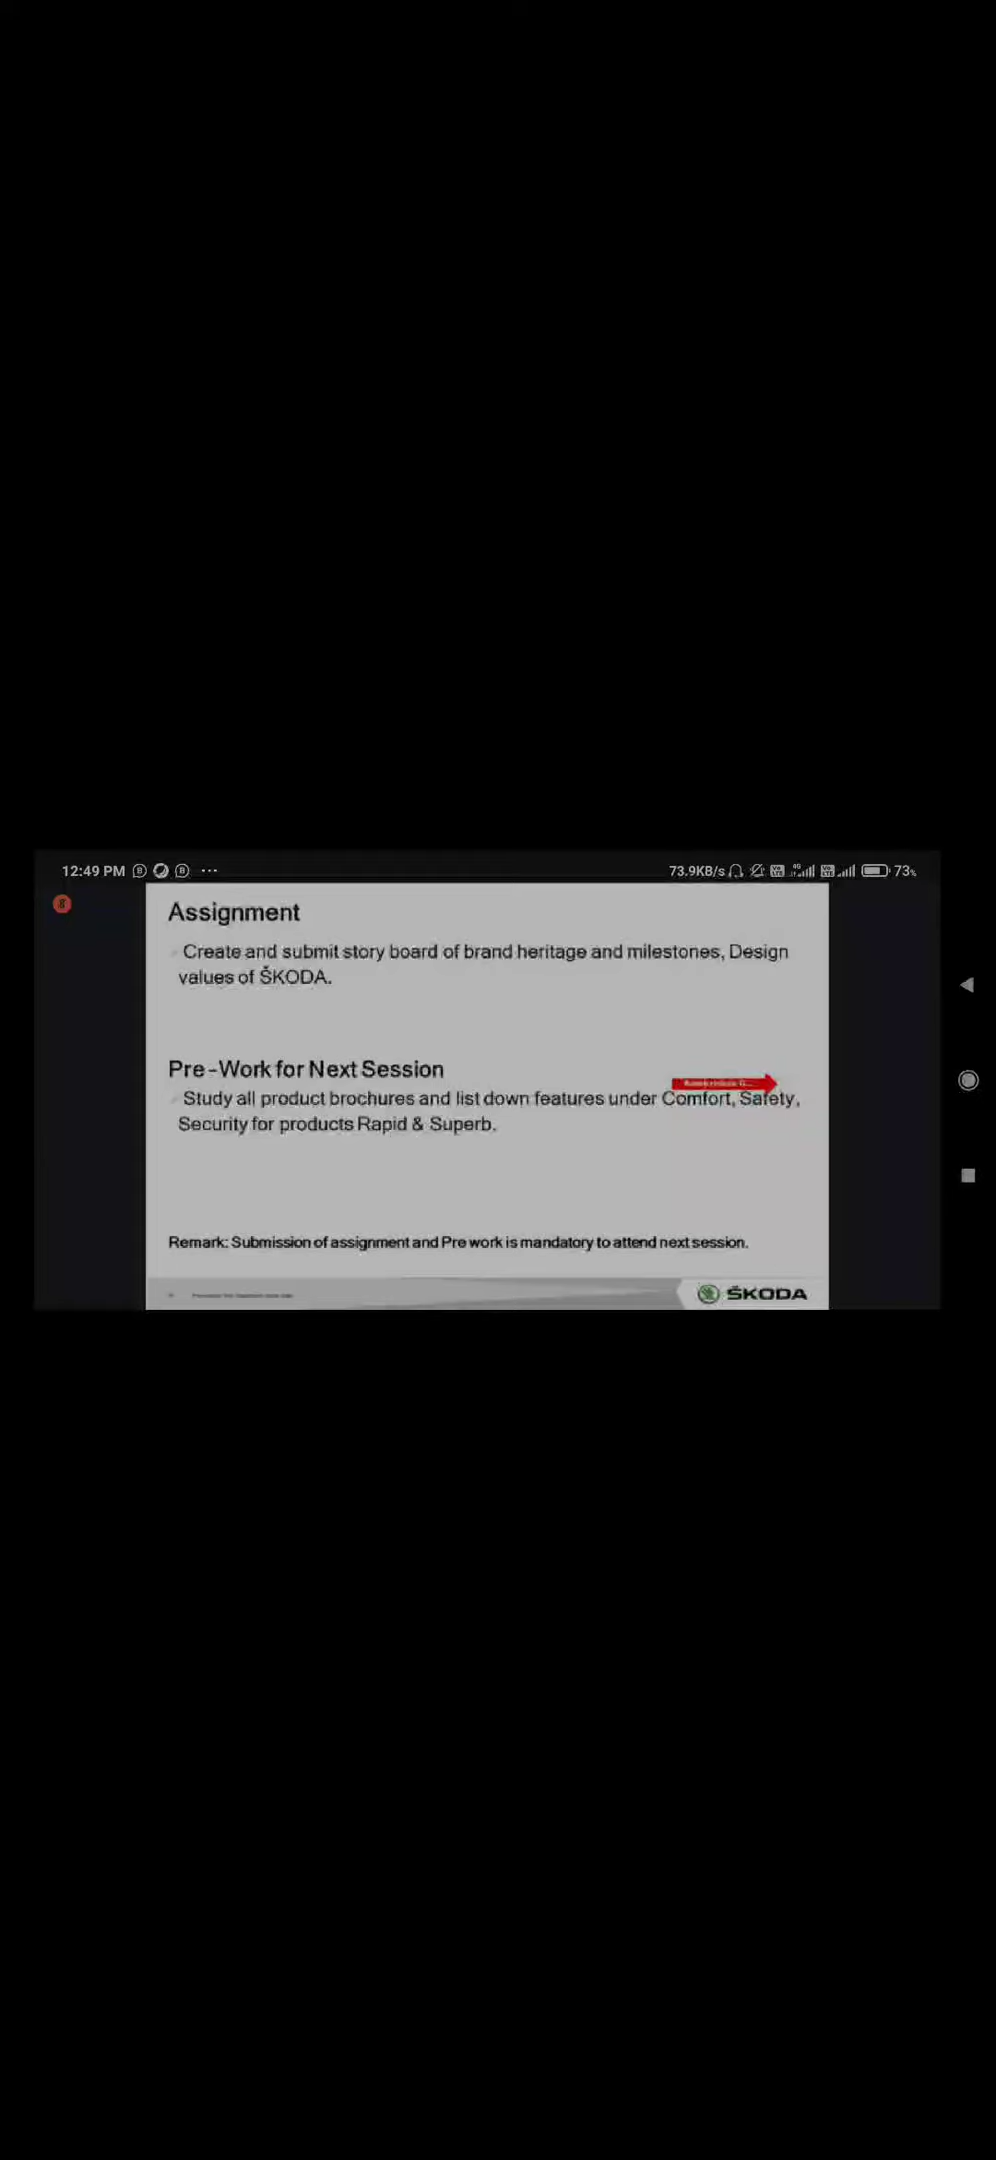 12:49 PM
73.9KB/s 4G 73%
Assignment
Create and submit story board of brand heritage and milestones, Design
values of ŠKODA.
Pre-Work for Next Session
Study all product brochures and list down features under Comfort, Safety,
Security for products Rapid & Superb.
Remark: Submission of assignment and Pre work is mandatory to attend next session.
ŠKODA